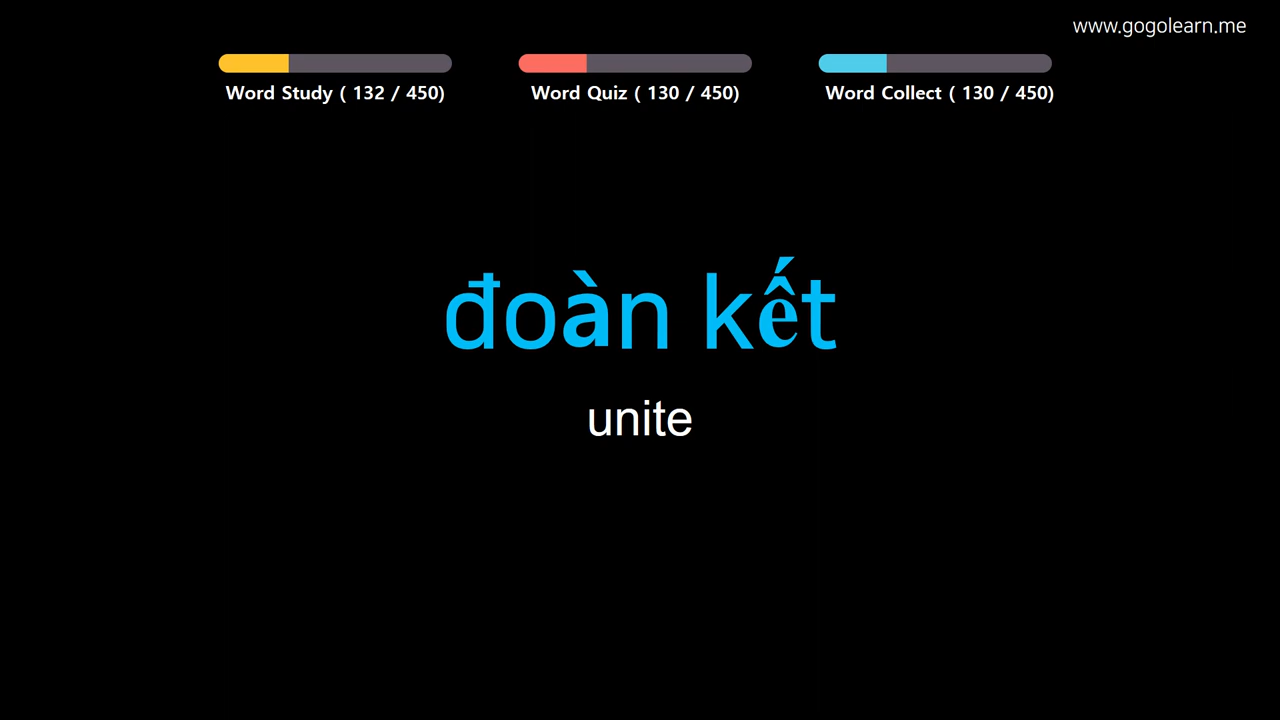 www.gogolearn.me
Word Study ( 132 / 450)
Word Quiz ( 130 / 450)
Word Collect ( 130 / 450)
đoàn kết
unite